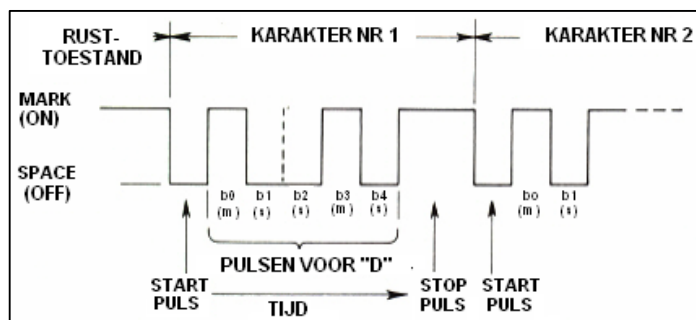 RUST-
TOESTAND
KARAKTER NR 1
KARAKTER NR 2
MARK
(ON)
SPACE
(OFF)
b0 b1 b2 b3 b4 bo b1
(m) (s) (s) (m) (s) (m) (s)
PULSEN VOOR "D"
START
PULS
TIJD
STOP
PULS
START
PULS